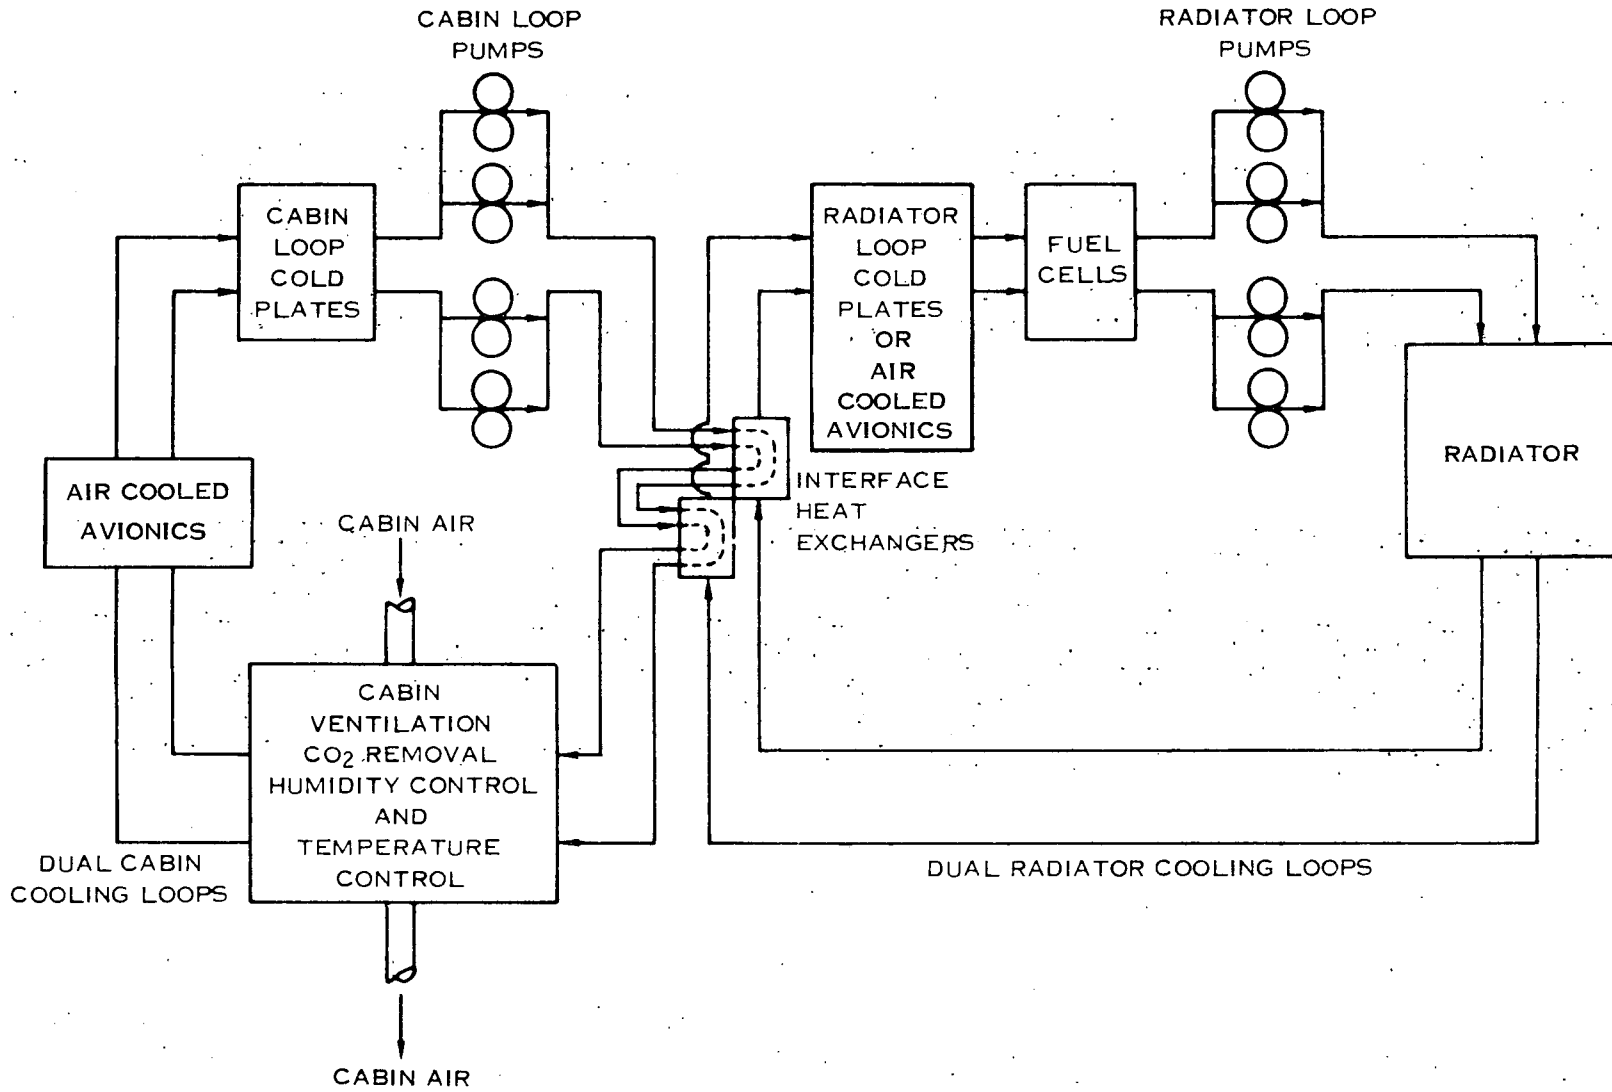 CABIN LOOP
PUMPS
RADIATOR LOOP
PUMPS
CABIN
LOOP
COLD
PLATES
RADIATOR
LOOP
COLD
PLATES
OR
AIR
COOLED
AVIONICS
FUEL
CELLS
RADIATOR
AIR COOLED
AVIONICS
INTERFACE
HEAT
EXCHANGERS
CABIN AIR
CABIN
VENTILATION
CO2 REMOVAL
HUMIDITY CONTROL
AND
TEMPERATURE
CONTROL
DUAL CABIN
COOLING LOOPS
DUAL RADIATOR COOLING LOOPS
CABIN AIR